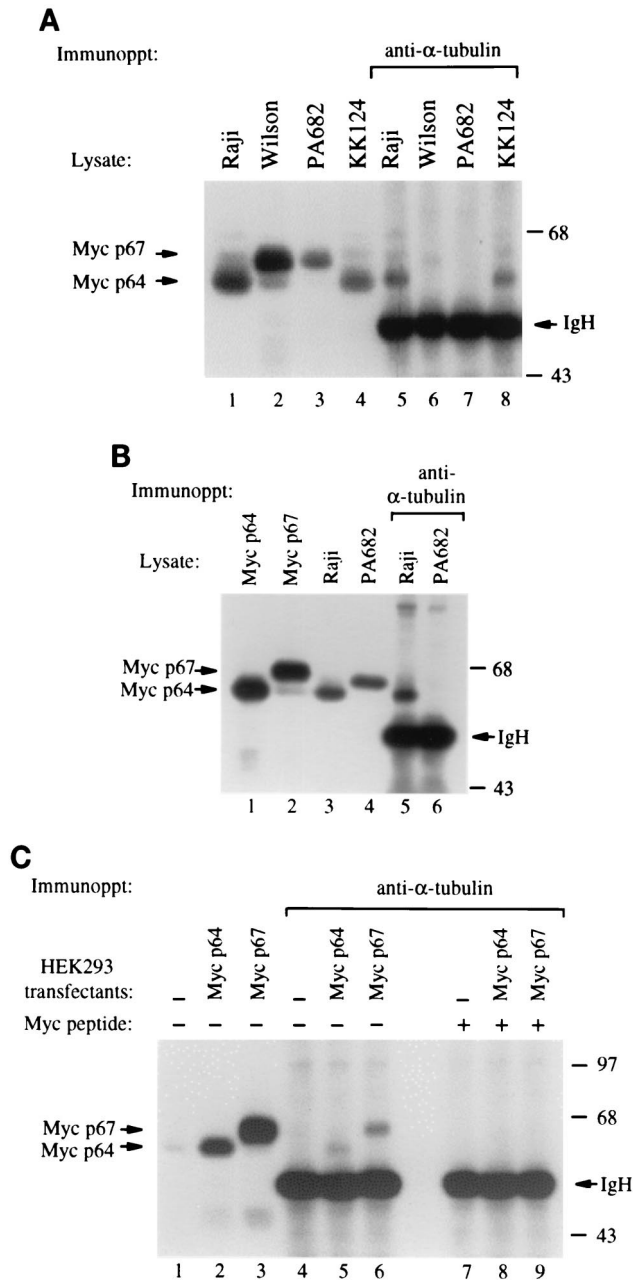 A
Immunoppt:
anti-α-tubulin
Lysate:
Raji
Wilson
PA682
KK124
Raji
Wilson
PA682
KK124
Myc p67
Myc p64
68
IgH
43
1 2 3 4 5 6 7 8
B
Immunoppt:
anti-
α-tubulin
Lysate:
Myc p64
Myc p67
Raji
PA682
Raji
PA682
Myc p67
Myc p64
68
IgH
43
1 2 3 4 5 6
C
Immunoppt:
anti-α-tubulin
HEK293
transfectants:
–
Myc p64
Myc p67
–
Myc p64
Myc p67
–
Myc p64
Myc p67
Myc peptide:
– – – – – – + + +
97
Myc p67
Myc p64
68
IgH
43
1 2 3 4 5 6 7 8 9